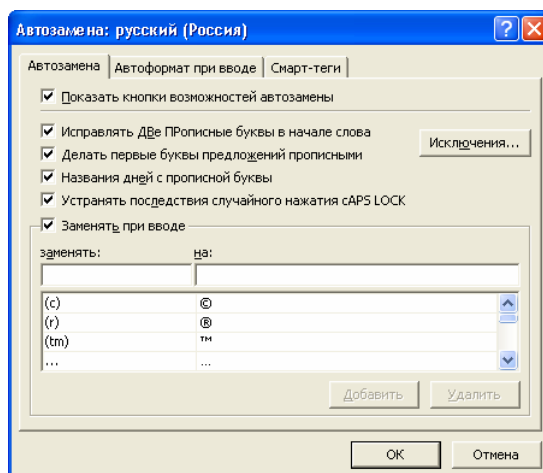 Автозамена: русский (Россия)
Автозамена Автоформат при вводе Смарт-теги
Показать кнопки возможностей автозамены
Исправлять ДВе ПРописные буквы в начале слова
Исключения...
Делать первые буквы предложений прописными
Названия дней с прописной буквы
Устранять последствия случайного нажатия cAPS LOCK
Заменять при вводе
заменять: на:
(c) ©
(r) ®
(tm) ™
... ...
Добавить Удалить
ОК Отмена